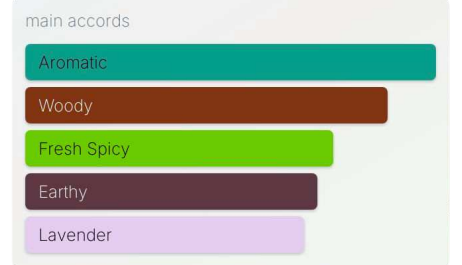 main accords
Aromatic
Woody
Fresh Spicy
Earthy
Lavender